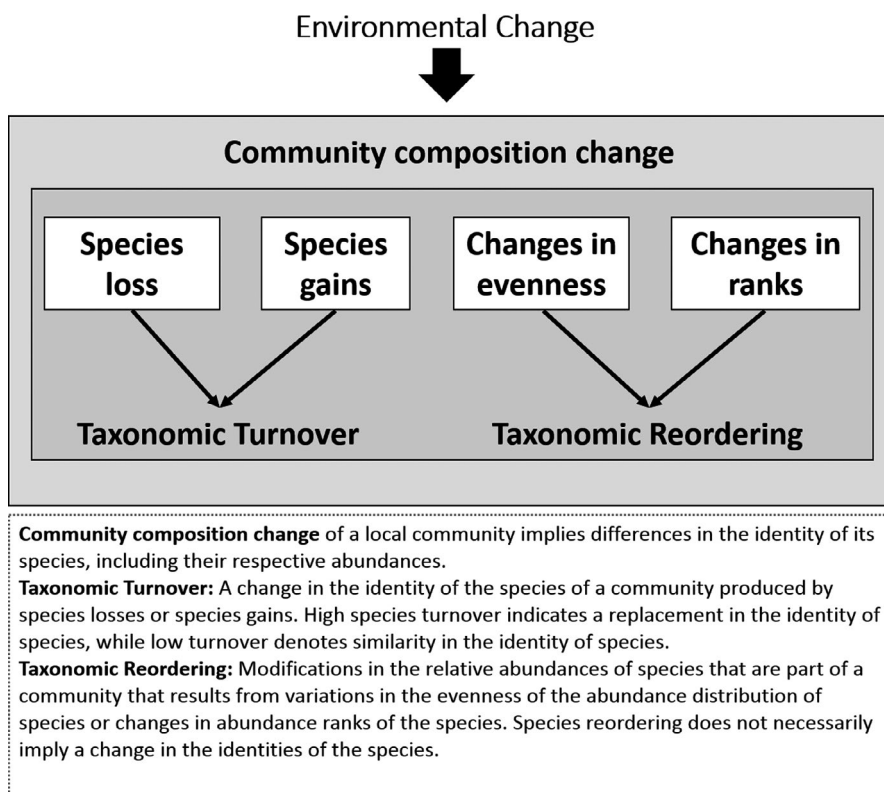 Environmental Change
Community composition change
Species loss
Species gains
Changes in evenness
Changes in ranks
Taxonomic Turnover
Taxonomic Reordering
Community composition change of a local community implies differences in the identity of its
species, including their respective abundances.
Taxonomic Turnover: A change in the identity of the species of a community produced by
species losses or species gains. High species turnover indicates a replacement in the identity of
species, while low turnover denotes similarity in the identity of species.
Taxonomic Reordering: Modifications in the relative abundances of species that are part of a
community that results from variations in the evenness of the abundance distribution of
species or changes in abundance ranks of the species. Species reordering does not necessarily
imply a change in the identities of the species.